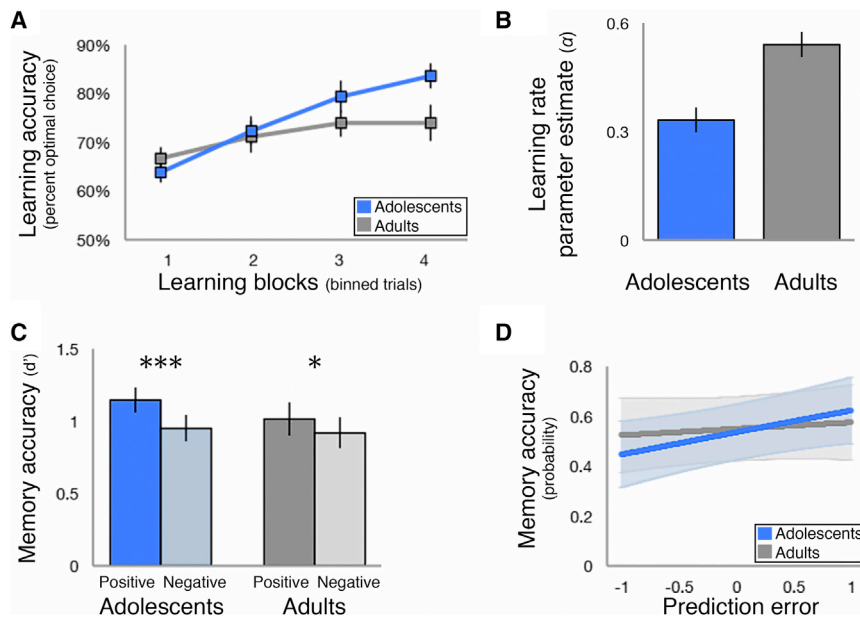 A
Learning accuracy
(percent optimal choice)
90%
80%
70%
60%
50%
1 2 3 4
Learning blocks (binned trials)
Adolescents
Adults
B
Learning rate
parameter estimate (α)
0.6
0.3
0
Adolescents Adults
C
Memory accuracy (d')
1.5
1
0.5
0
*** *
Positive Negative Positive Negative
Adolescents Adults
D
Memory accuracy
(probability)
0.8
0.6
0.4
0.2
0
-1 -0.5 0 0.5 1
Prediction error
Adolescents
Adults